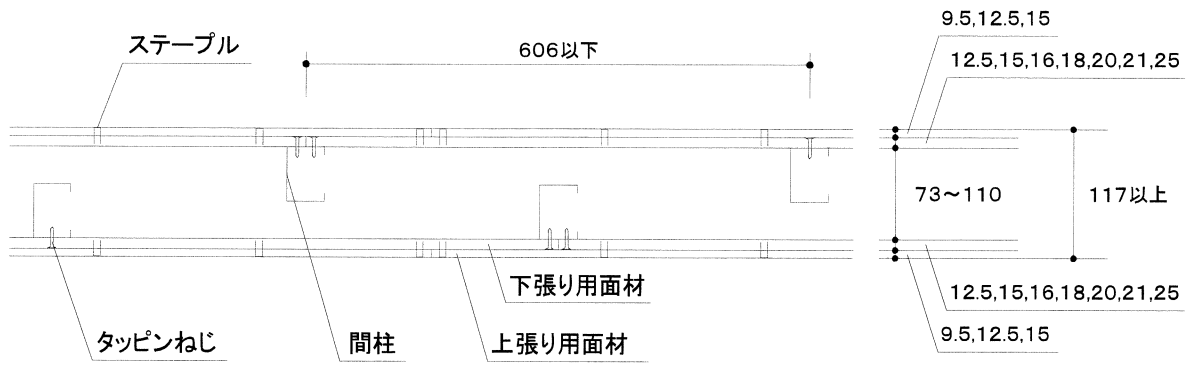 ステープル
606以下
9.5,12.5,15
12.5,15,16,18,20,21,25
73～110
117以上
下張り用面材
12.5,15,16,18,20,21,25
タッピンねじ
間柱
上張り用面材
9.5,12.5,15